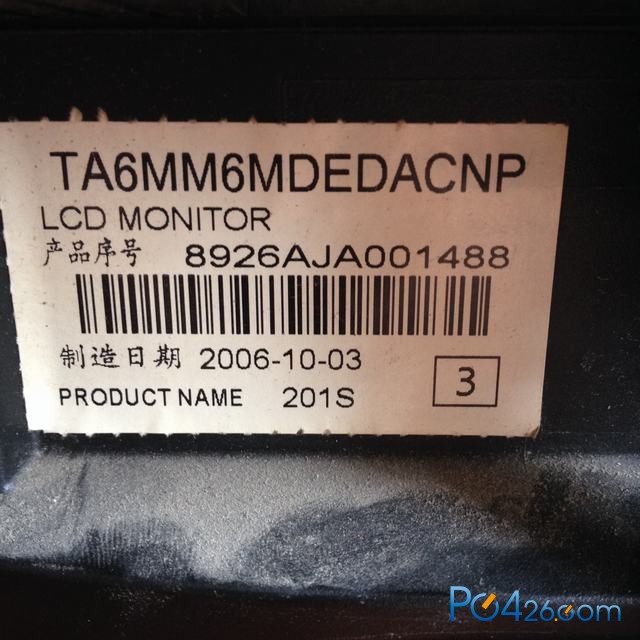 TA6MM6MDEDACNP
LCD MONITOR
产品序号 8926AJA001488
制造日期 2006-10-03
PRODUCT NAME 201S
3
PC426.com